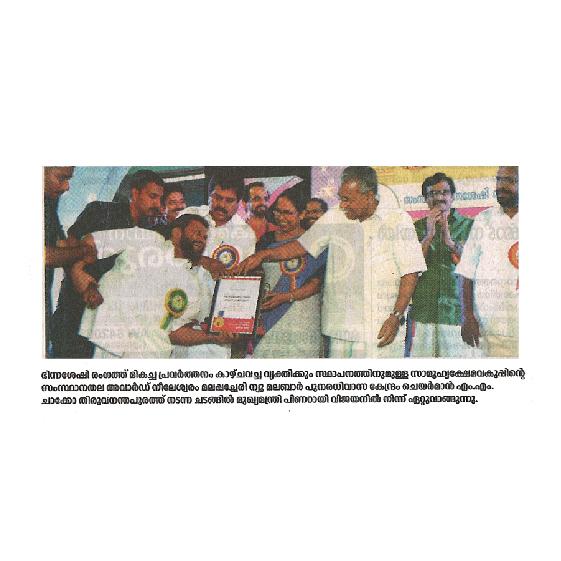 ഭിന്നശേഷി രംഗത്ത് മികച്ച പ്രവർത്തനം കാഴ്ചവച്ച വ്യക്തിക്കും സ്ഥാപനത്തിനുമുള്ള സാമൂഹ്യക്ഷേമവകുപ്പിന്റെ
സംസ്ഥാനതല അവാർഡ് നീലേശ്വരം മലപ്പച്ചേരി ന്യൂ മലബാർ പുനരധിവാസ കേന്ദ്രം ചെയർമാൻ എം.എം.
ചാക്കോ തിരുവനന്തപുരത്ത് നടന്ന ചടങ്ങിൽ മുഖ്യമന്ത്രി പിണറായി വിജയനിൽ നിന്ന് ഏറ്റുവാങ്ങുന്നു.